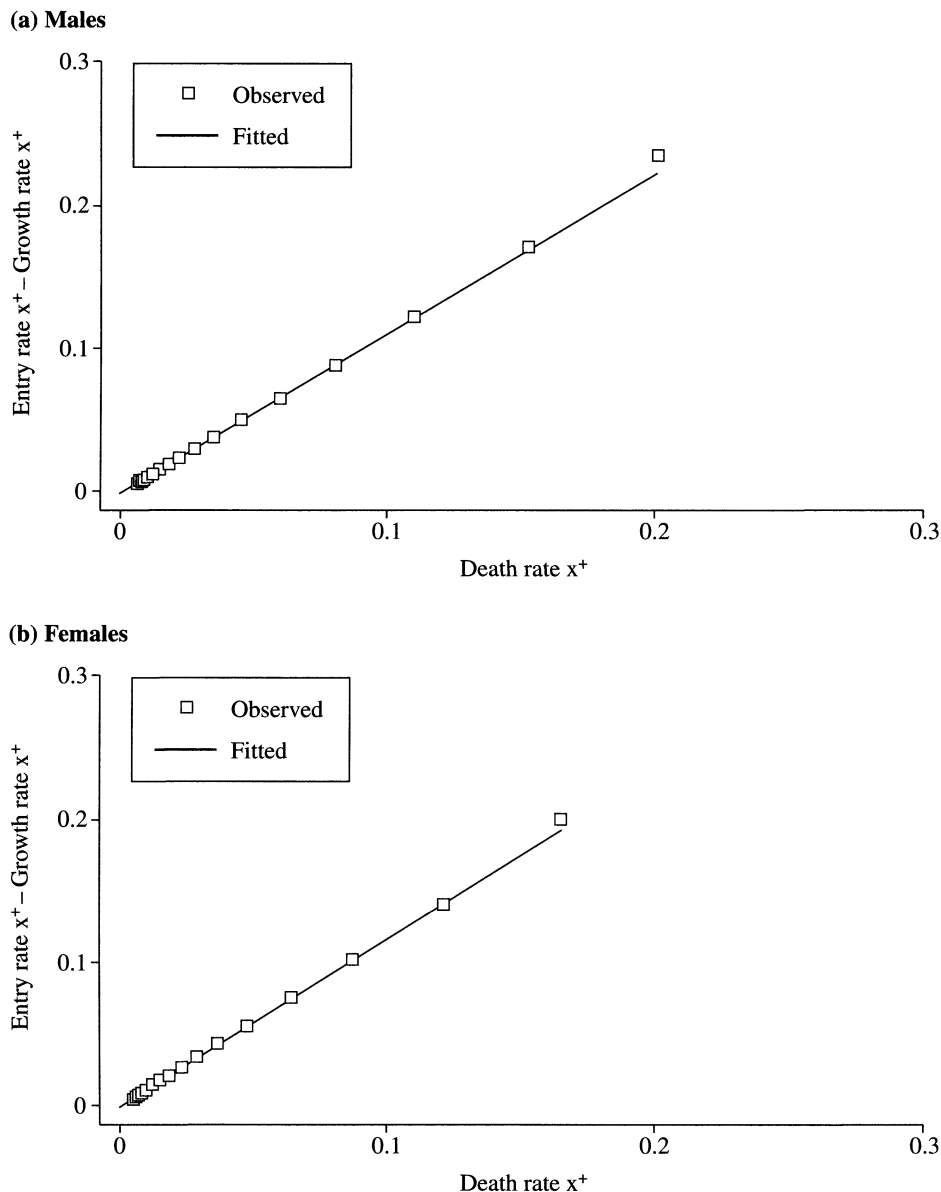 (a) Males
0.3
Observed
Fitted
0.2
0.1
0
Entry rate x⁺ – Growth rate x⁺
0
0.1
0.2
0.3
Death rate x⁺
(b) Females
0.3
Observed
Fitted
0.2
0.1
0
Entry rate x⁺ – Growth rate x⁺
0
0.1
0.2
0.3
Death rate x⁺